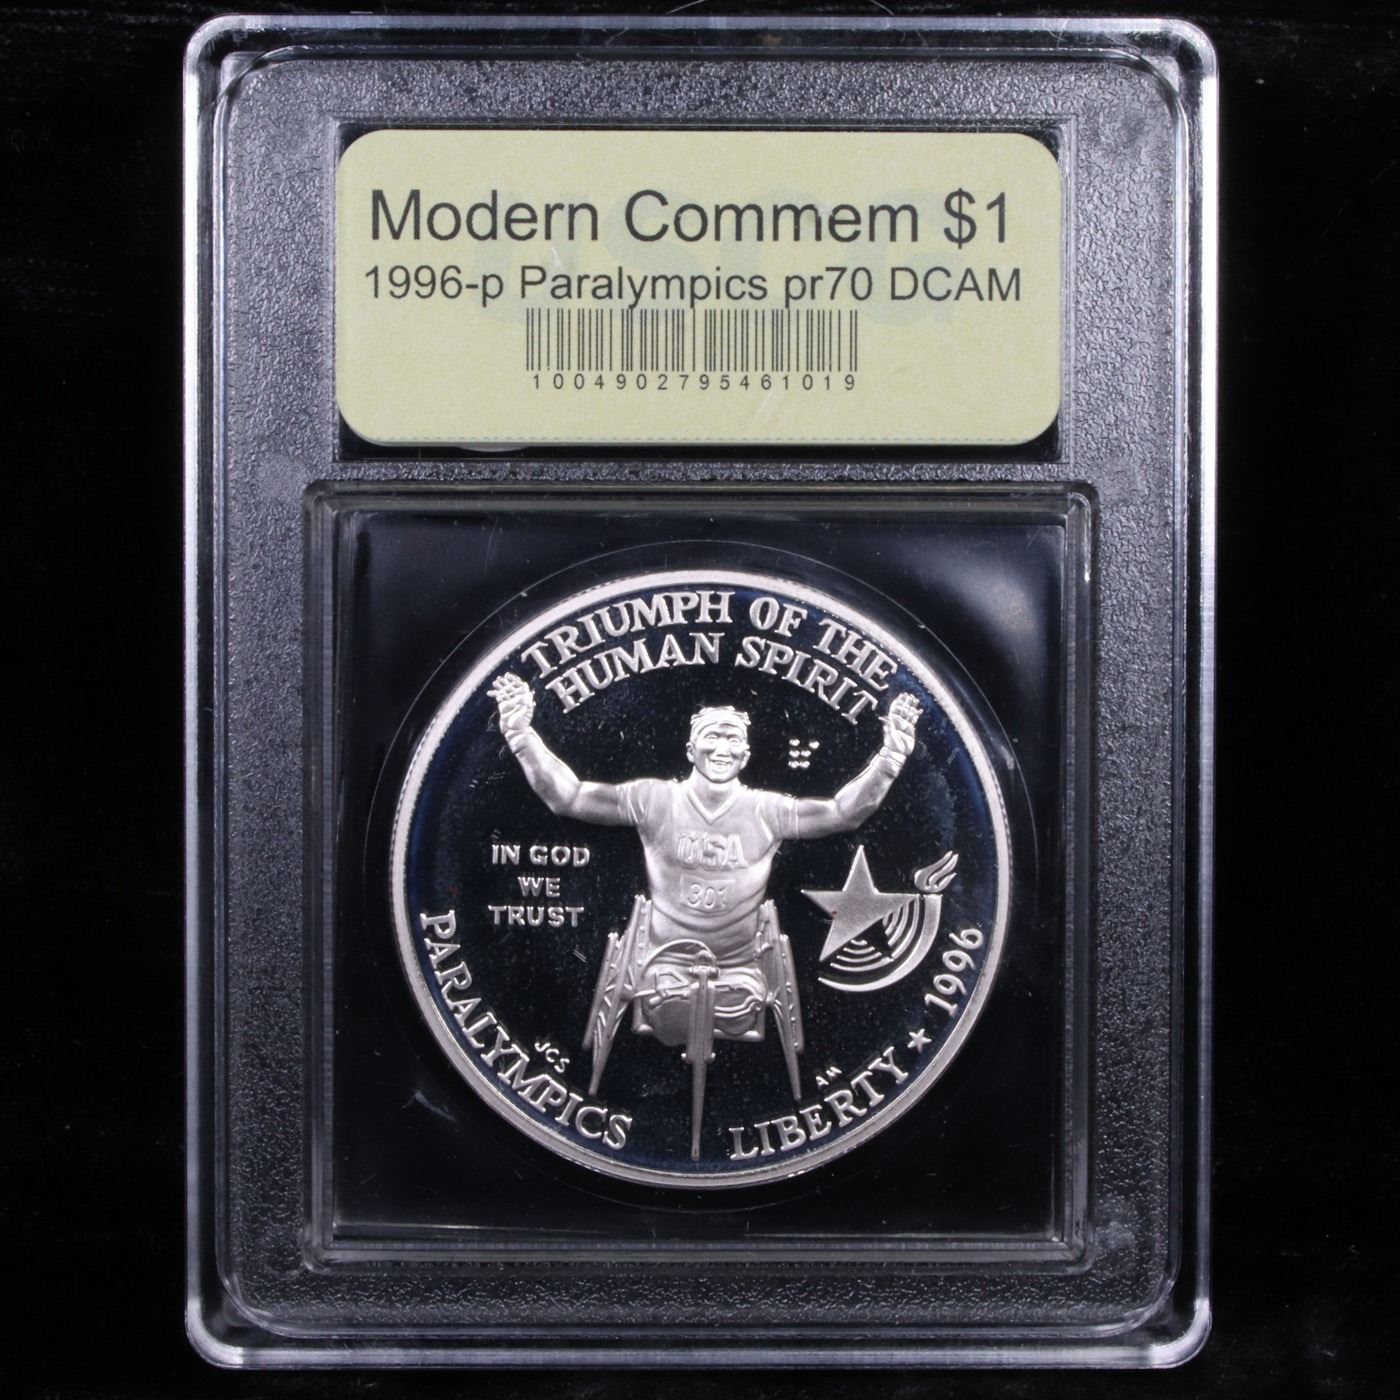 Modern Commem $1
1996-p Paralympics pr70 DCAM
1004902795461019
TRIUMPH OF THE
HUMAN SPIRIT
USA
301
IN GOD
WE
TRUST
PARALYMPICS
JCS
AM
LIBERTY ★ 1996